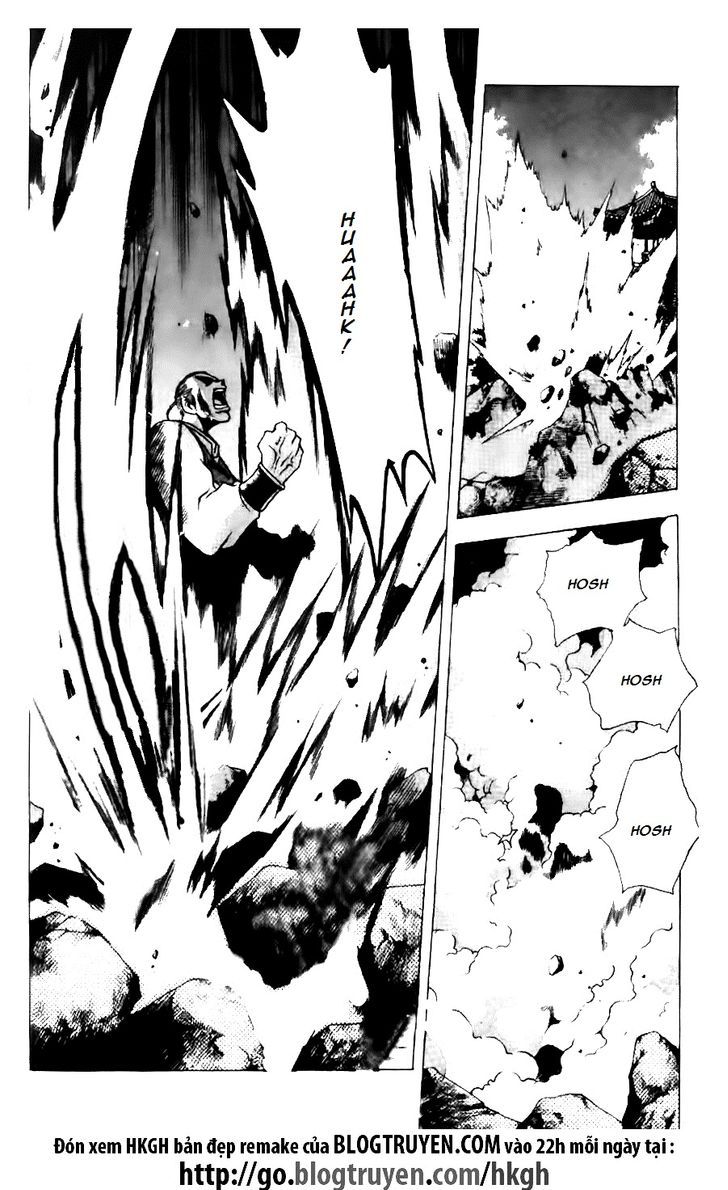 HUAAAHK!
HOSH
HOSH
HOSH
Đón xem HKGH bản đẹp remake của BLOGTRUYEN.COM vào 22h mỗi ngày tại :
http://go.blogtruyen.com/hkgh